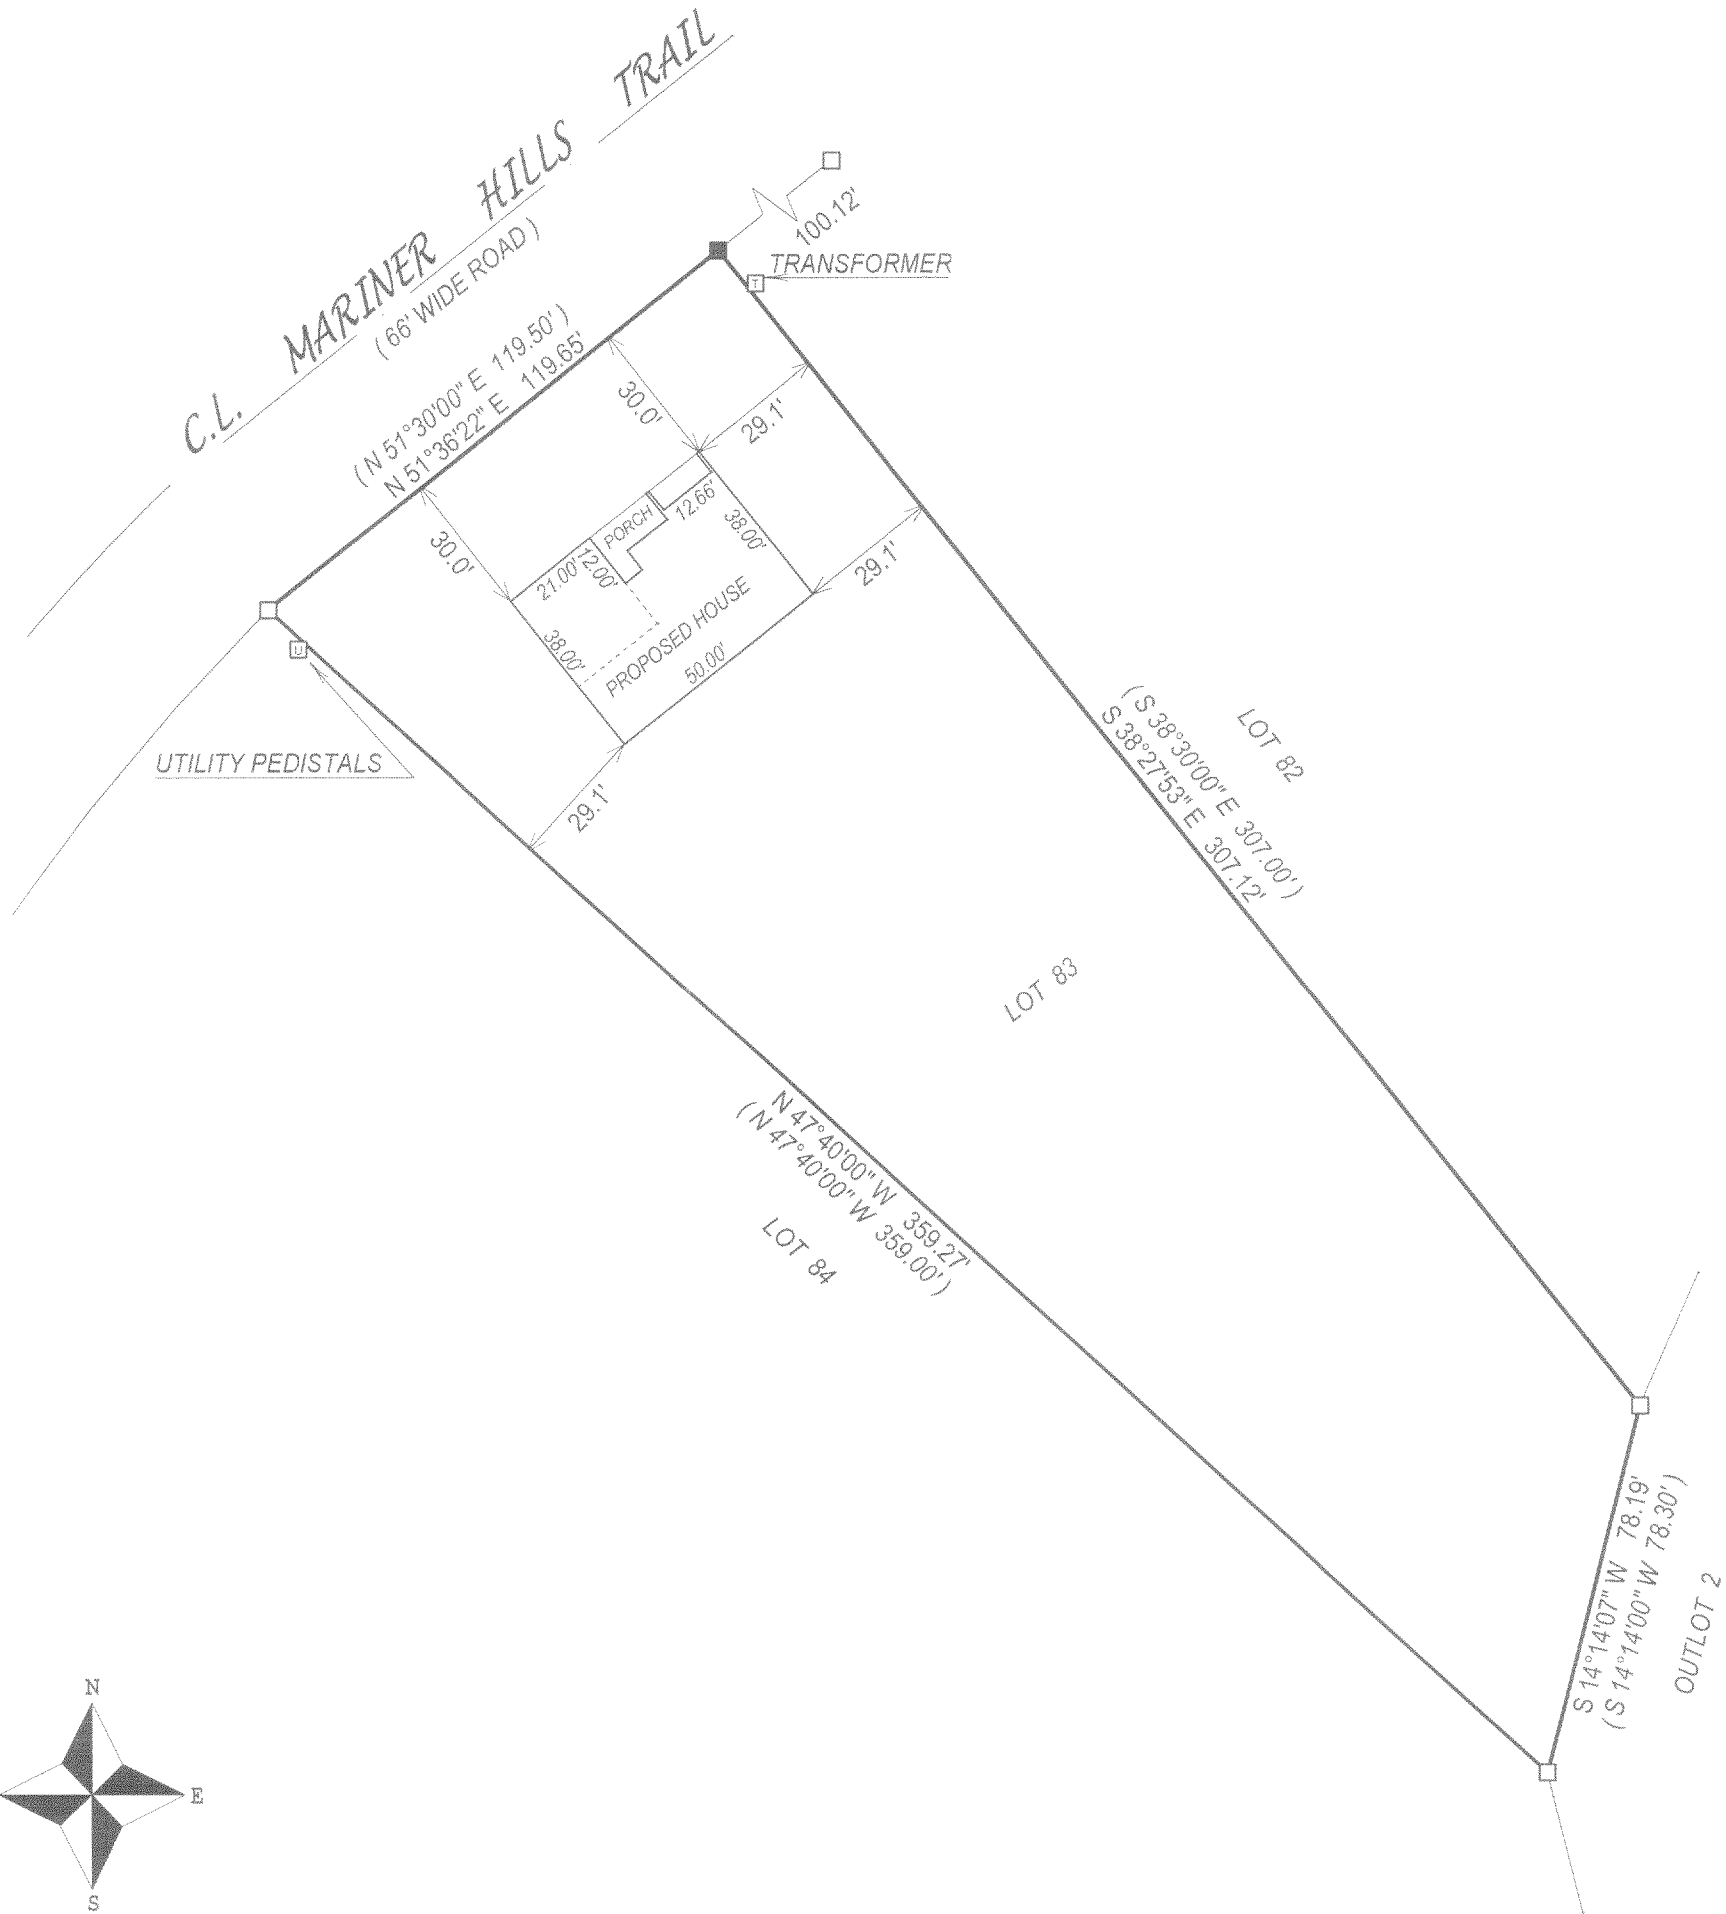 C.L. MARINER HILLS TRAIL
( 66' WIDE ROAD )
100.12'
TRANSFORMER
T
( N 51°30'00" E 119.50' )
N 51°36'22" E 119.65'
30.0'
29.1'
30.0'
21.00'
12.00'
PORCH
12.66'
38.00'
29.1'
38.00'
PROPOSED HOUSE
50.00'
U
UTILITY PEDISTALS
29.1'
( S 38°30'00" E 307.00' )
S 38°27'53" E 307.12'
LOT 82
LOT 83
N 47°40'00" W 359.27'
( N 47°40'00" W 359.00' )
LOT 84
S 14°14'07" W 78.19'
( S 14°14'00" W 78.30' )
OUTLOT 2
N
E
S